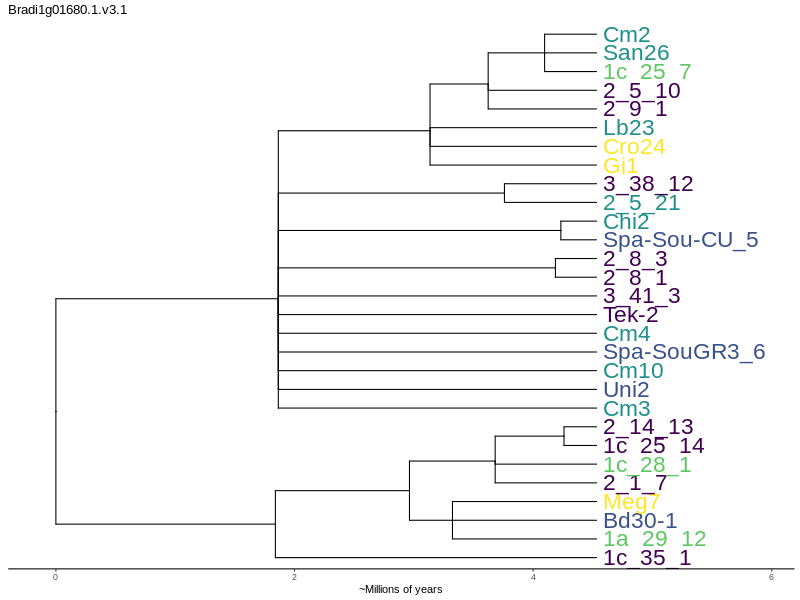 Bradi1g01680.1.v3.1
Cm2
San26
1c_25_7
2_5_10
2_9_1
Lb23
Cro24
Gi1
3_38_12
2_5_21
Chi2
Spa-Sou-CU_5
2_8_3
2_8_1
3_41_3
Tek-2
Cm4
Spa-SouGR3_6
Cm10
Uni2
Cm3
2_14_13
1c_25_14
1c_28_1
2_1_7
Meg7
Bd30-1
1a_29_12
1c_35_1
0 2 4 6
~Millions of years